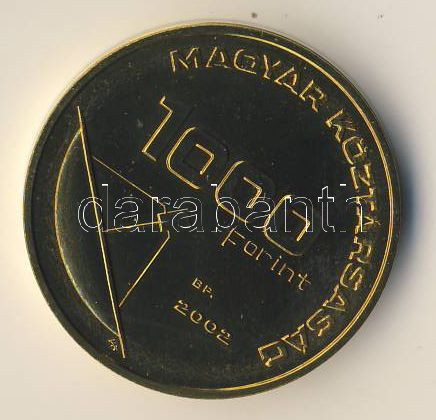 MAGYAR KÖZTÁRSASÁG
1000
Forint
BP.
2002
darabanth